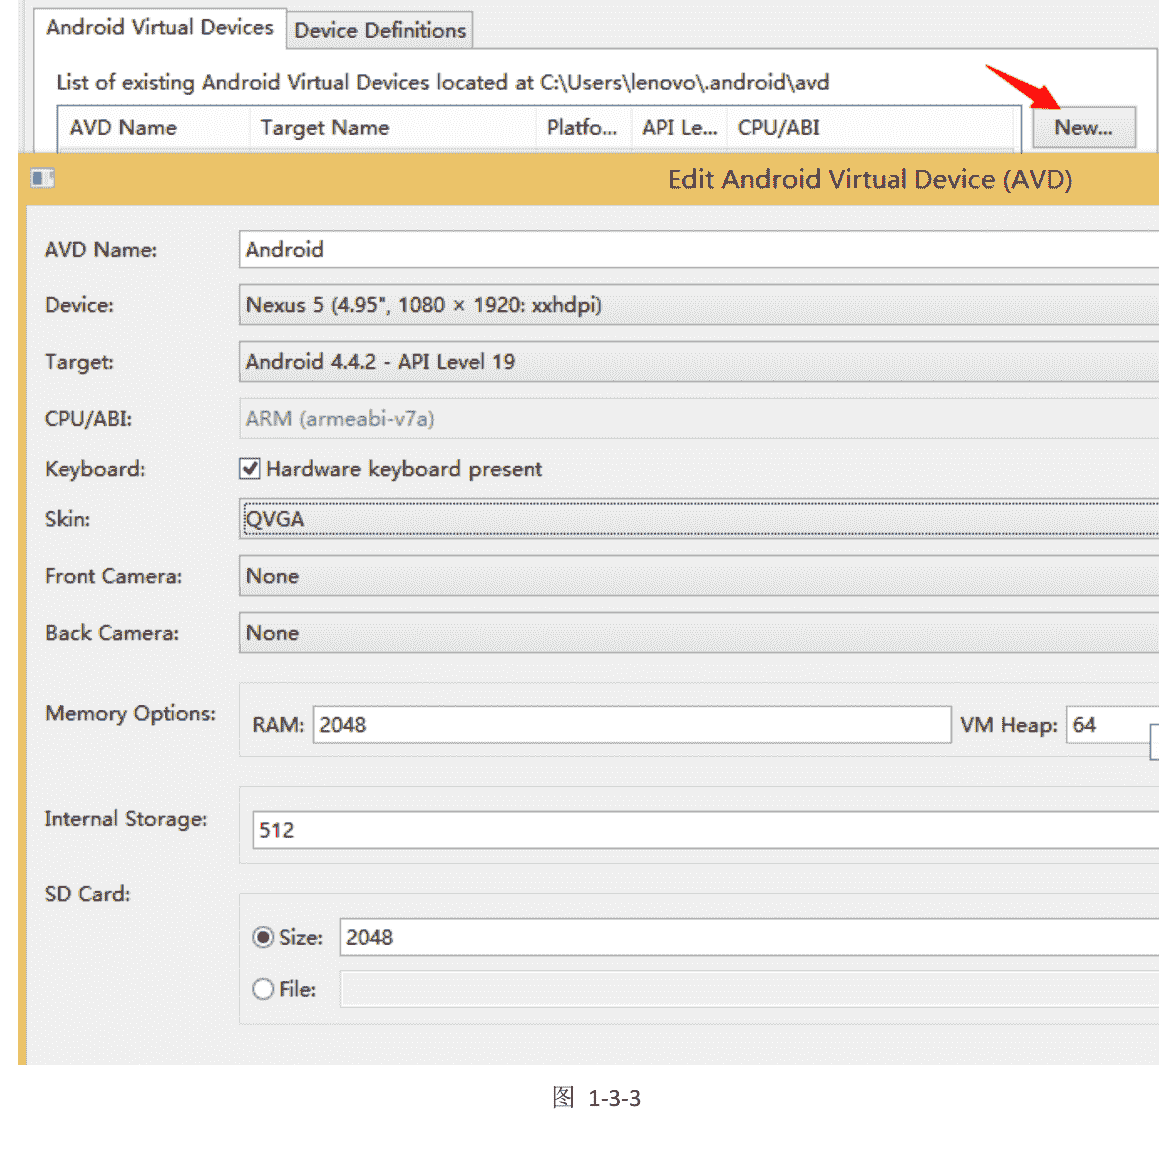 Android Virtual Devices Device Definitions
List of existing Android Virtual Devices located at C:\Users\lenovo\.android\avd
AVD Name Target Name Platfo... API Le... CPU/ABI New...
Edit Android Virtual Device (AVD)
AVD Name: Android
Device: Nexus 5 (4.95", 1080 × 1920: xxhdpi)
Target: Android 4.4.2 - API Level 19
CPU/ABI: ARM (armeabi-v7a)
Keyboard: Hardware keyboard present
Skin: QVGA
Front Camera: None
Back Camera: None
Memory Options: RAM: 2048 VM Heap: 64
Internal Storage: 512
SD Card:
Size: 2048
File:
图 1-3-3